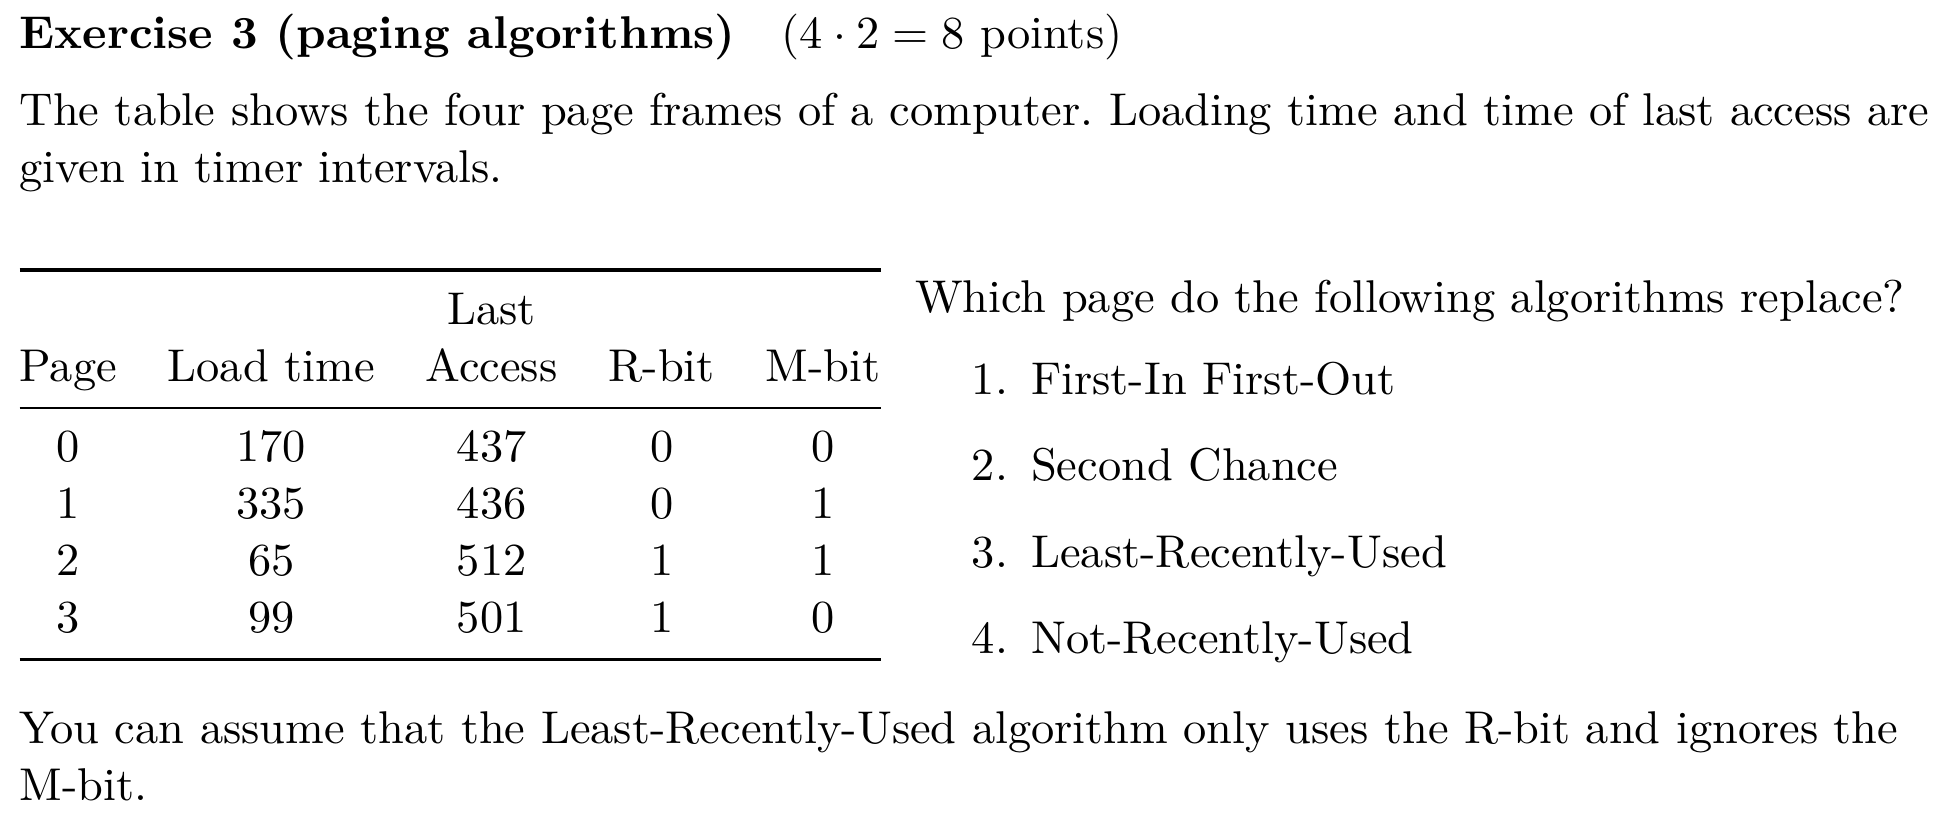 Exercise 3 (paging algorithms) (4 · 2 = 8 points)
The table shows the four page frames of a computer. Loading time and time of last access are
given in timer intervals.
Last
Page Load time Access R-bit M-bit
0 170 437 0 0
1 335 436 0 1
2 65 512 1 1
3 99 501 1 0
Which page do the following algorithms replace?
1. First-In First-Out
2. Second Chance
3. Least-Recently-Used
4. Not-Recently-Used
You can assume that the Least-Recently-Used algorithm only uses the R-bit and ignores the
M-bit.